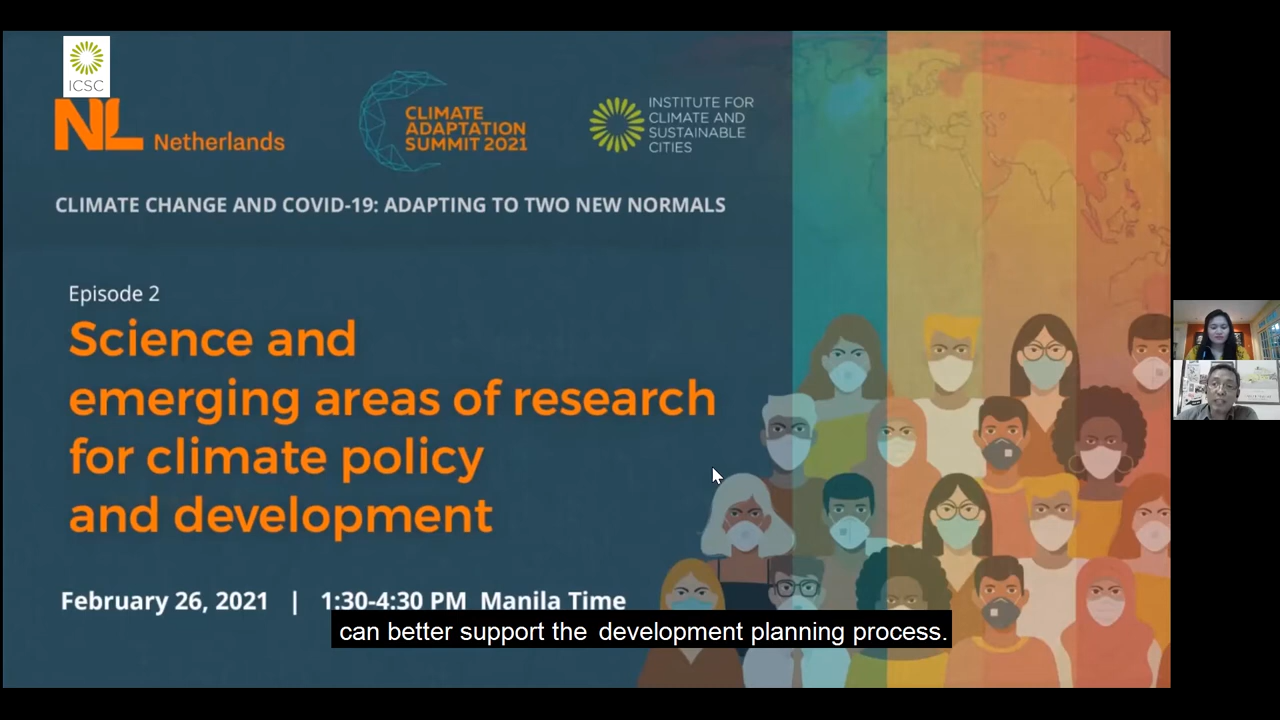 ICSC
NL Netherlands
CLIMATE
ADAPTATION
SUMMIT 2021
INSTITUTE FOR
CLIMATE AND
SUSTAINABLE
CITIES
CLIMATE CHANGE AND COVID-19: ADAPTING TO TWO NEW NORMALS
Episode 2
Science and
emerging areas of research
for climate policy
and development
February 26, 2021 | 1:30-4:30 PM Manila Time
can better support the development planning process.